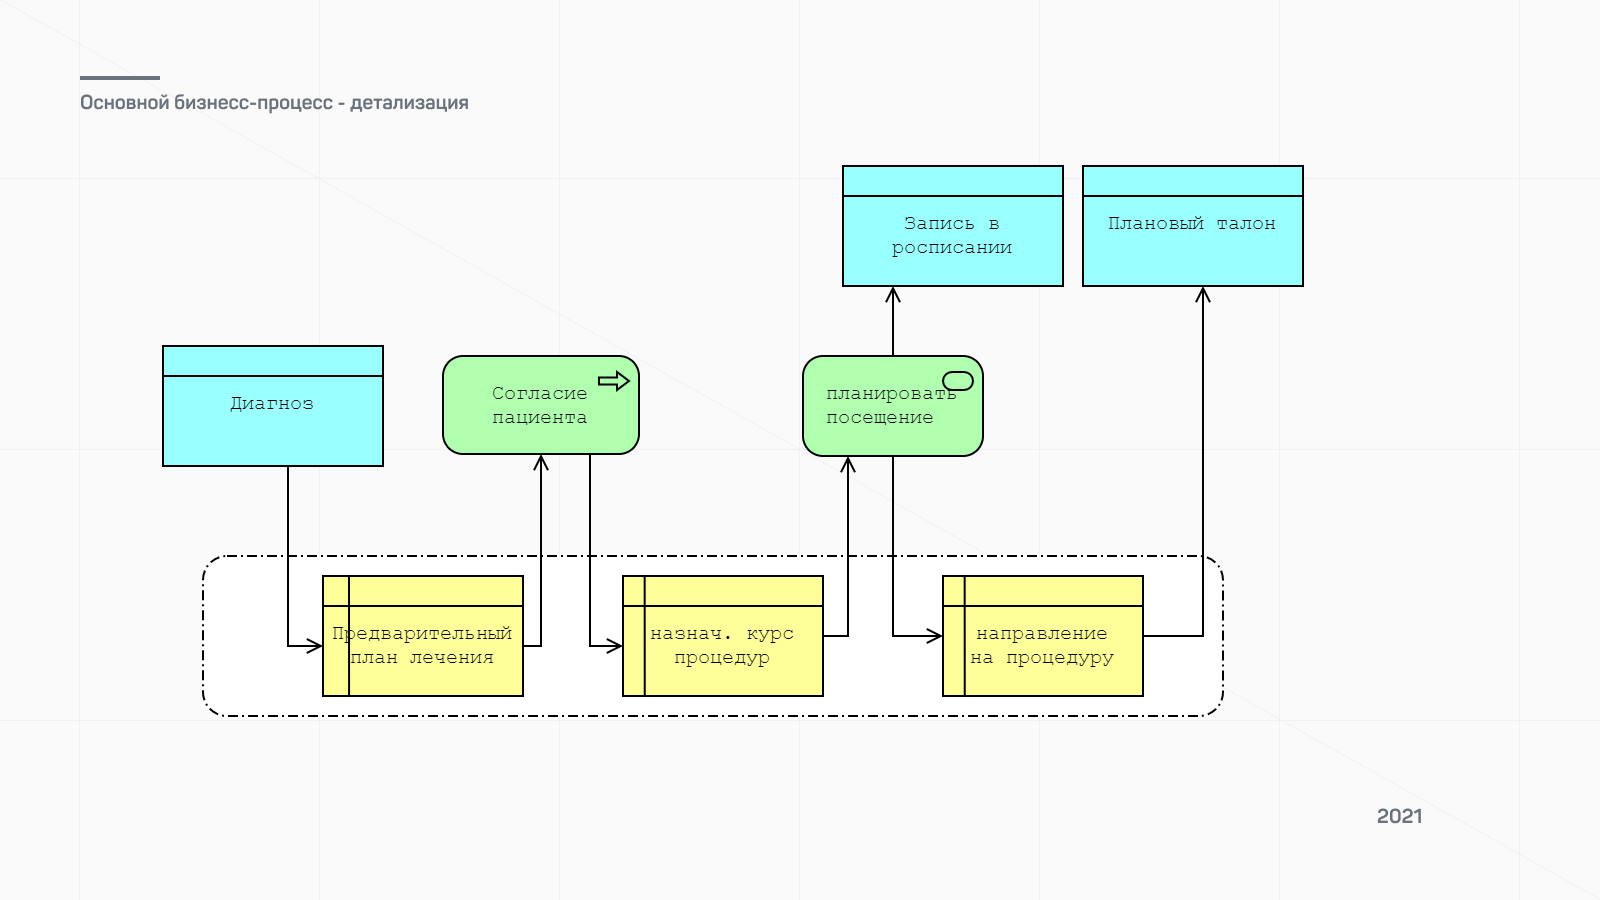 Основной бизнесс-процесс - детализация
Запись в
росписании
Плановый талон
Диагноз
Согласие
пациента
планировать
посещение
Предварительный
план лечения
назнач. курс
процедур
направление
на процедуру
2021